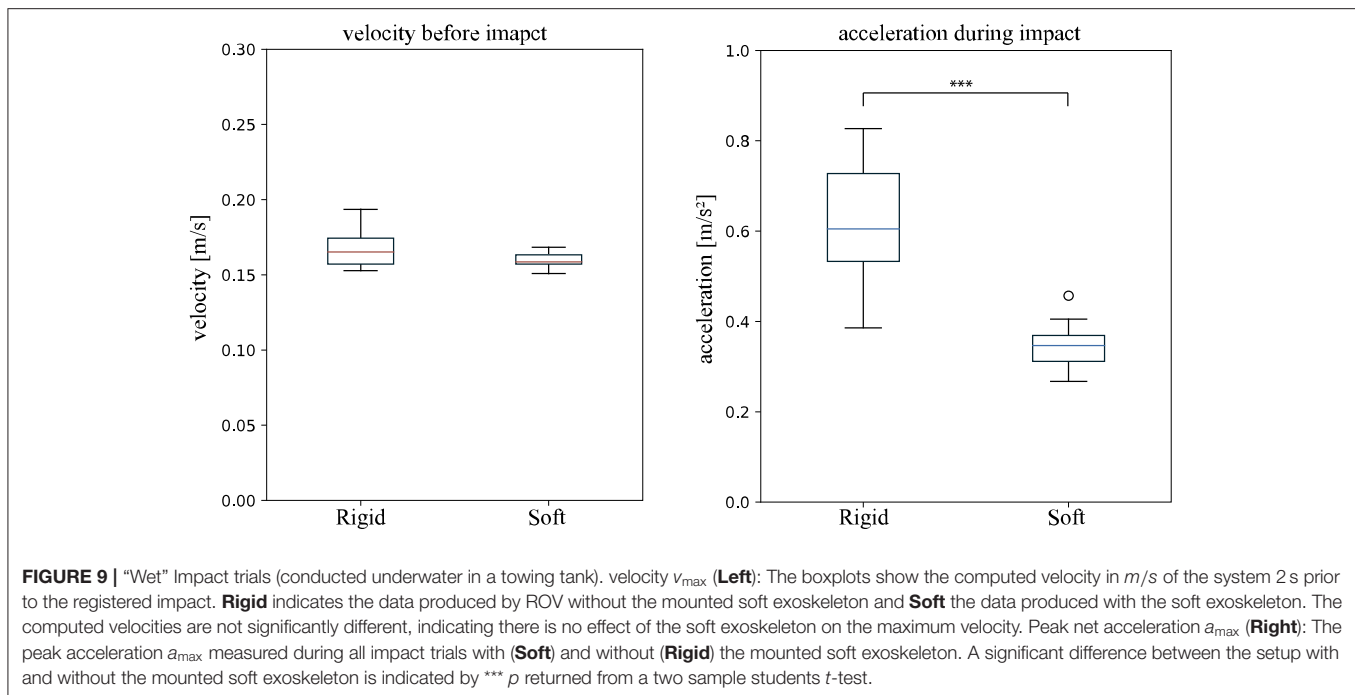 velocity before imapct
0.30
0.25
0.20
0.15
0.10
0.05
0.00
velocity [m/s]
Rigid
Soft
acceleration during impact
1.0
0.8
0.6
0.4
0.2
0.0
acceleration [m/s²]
***
Rigid
Soft
FIGURE 9 | “Wet” Impact trials (conducted underwater in a towing tank). velocity vmax (Left): The boxplots show the computed velocity in m/s of the system 2 s prior
to the registered impact. Rigid indicates the data produced by ROV without the mounted soft exoskeleton and Soft the data produced with the soft exoskeleton. The
computed velocities are not significantly different, indicating there is no effect of the soft exoskeleton on the maximum velocity. Peak net acceleration amax (Right): The
peak acceleration amax measured during all impact trials with (Soft) and without (Rigid) the mounted soft exoskeleton. A significant difference between the setup with
and without the mounted soft exoskeleton is indicated by *** p returned from a two sample students t-test.